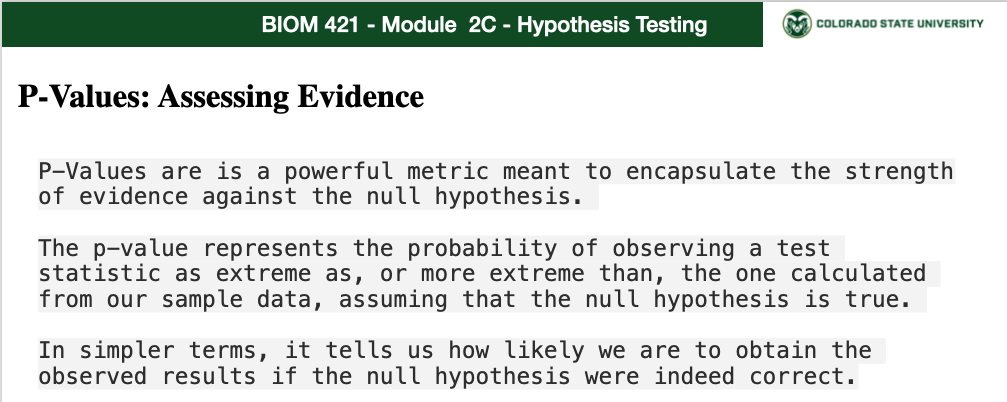 BIOM 421 - Module 2C - Hypothesis Testing
COLORADO STATE UNIVERSITY
P-Values: Assessing Evidence
P-Values are is a powerful metric meant to encapsulate the strength
of evidence against the null hypothesis.
The p-value represents the probability of observing a test
statistic as extreme as, or more extreme than, the one calculated
from our sample data, assuming that the null hypothesis is true.
In simpler terms, it tells us how likely we are to obtain the
observed results if the null hypothesis were indeed correct.